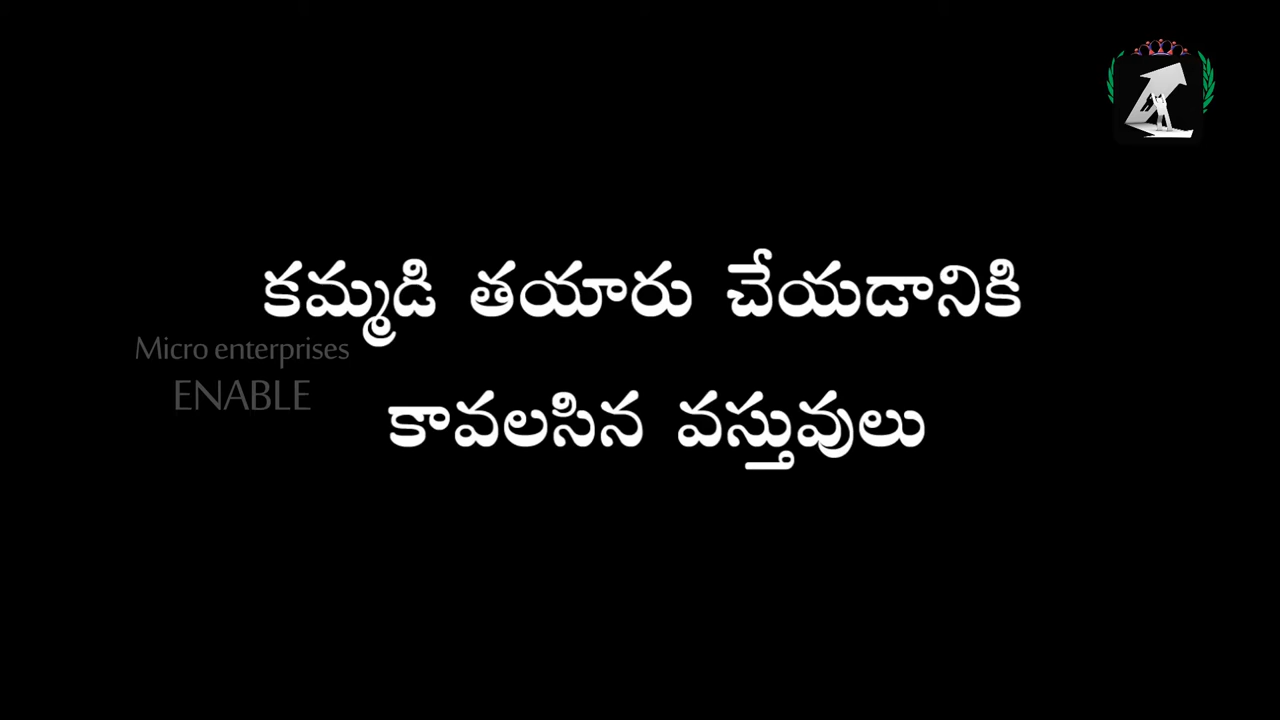 కమ్మడి తయారు చేయడానికి
Micro enterprises
ENABLE
కావలసిన వస్తువులు